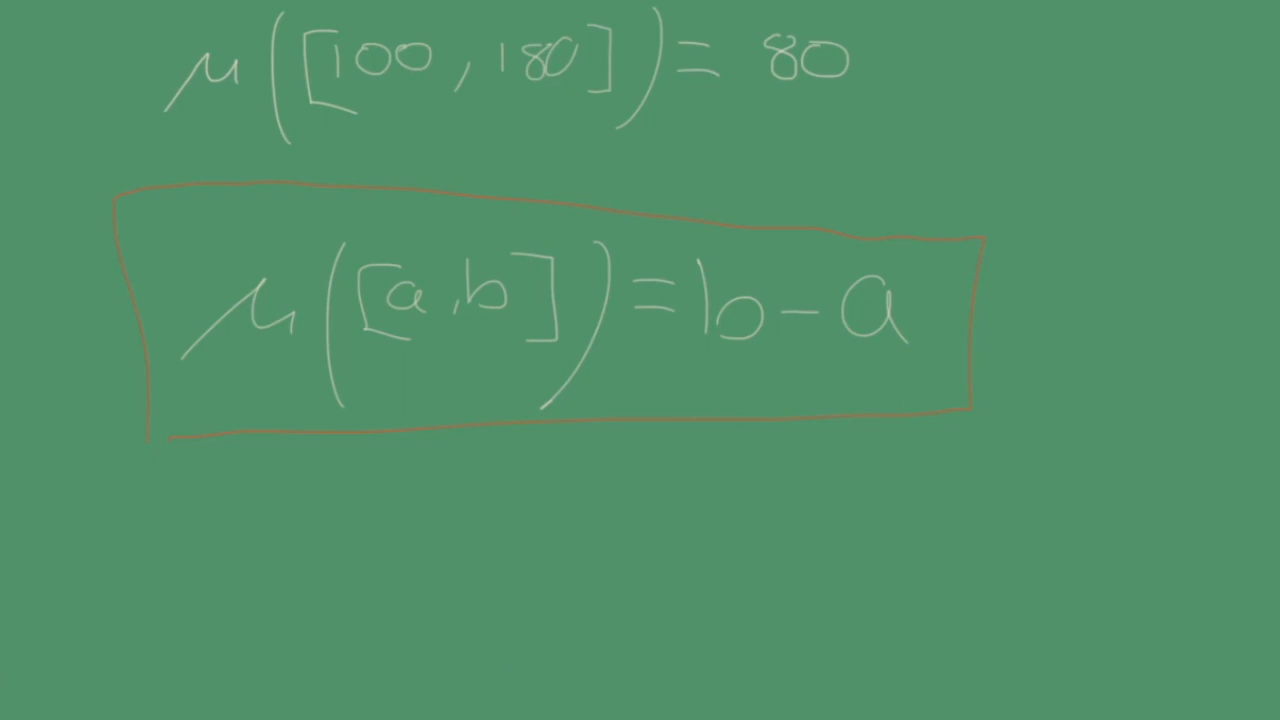 μ([100,180]) = 80
μ([a,b]) = b - a